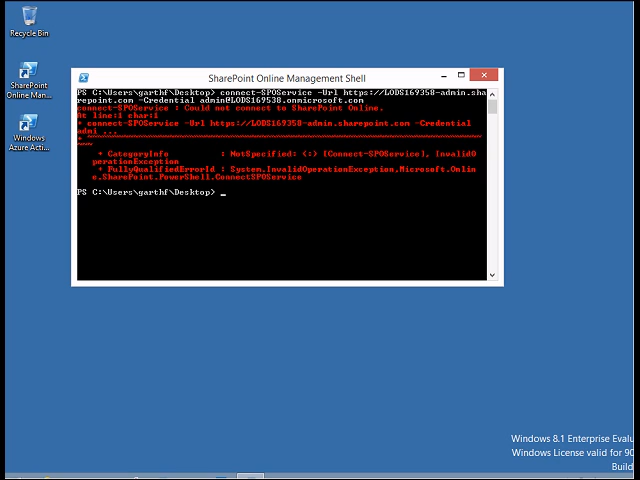 Recycle Bin
SharePoint
Online Man...
Windows
Azure Acti...
SharePoint Online Management Shell
PS C:\Users\garthf\Desktop> connect-SPOService -Url https://LODS169358-admin.sha
repoint.com -Credential admin@LODS169538.onmicrosoft.com
connect-SPOService : Could not connect to SharePoint Online.
At line:1 char:1
+ connect-SPOService -Url https://LODS169358-admin.sharepoint.com -Credential
admi ...
+ ~~~~~~~~~~~~~~~~~~~~~~~~~~~~~~~~~~~~~~~~~~~~~~~~~~~~~~~~~~~~~~~~~~~~~~~~~~~
~~~
+ CategoryInfo : NotSpecified: (:) [Connect-SPOService], InvalidO
perationException
+ FullyQualifiedErrorId : System.InvalidOperationException,Microsoft.Onlin
e.SharePoint.PowerShell.ConnectSPOService
PS C:\Users\garthf\Desktop> _
Windows 8.1 Enterprise Evalu
Windows License valid for 90
Build